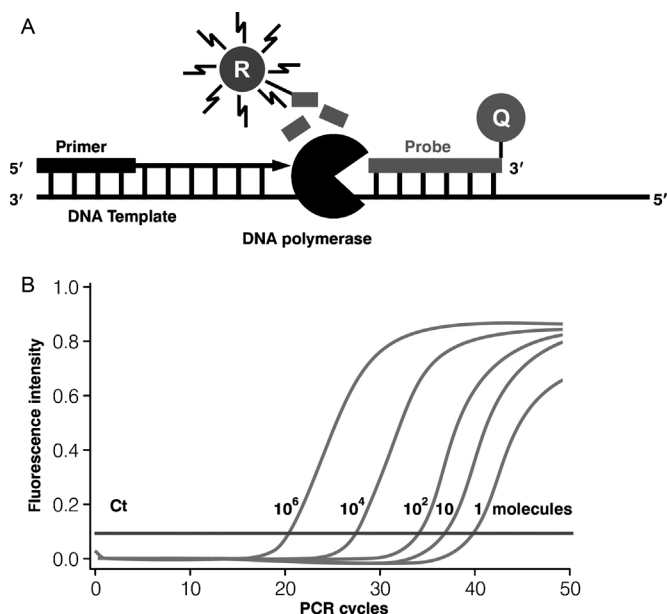 A
R
Q
Primer
Probe
5′
3′
3′
5′
DNA Template
DNA polymerase
B
1.0
0.8
0.6
0.4
0.2
0.0
Fluorescence intensity
Ct
10⁶
10⁴
10²
10
1 molecules
0
10
20
30
40
50
PCR cycles